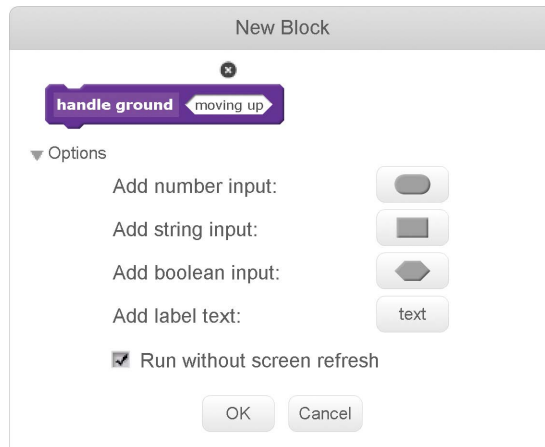 New Block
handle ground moving up
Options
Add number input:
Add string input:
Add boolean input:
Add label text: text
Run without screen refresh
OK Cancel